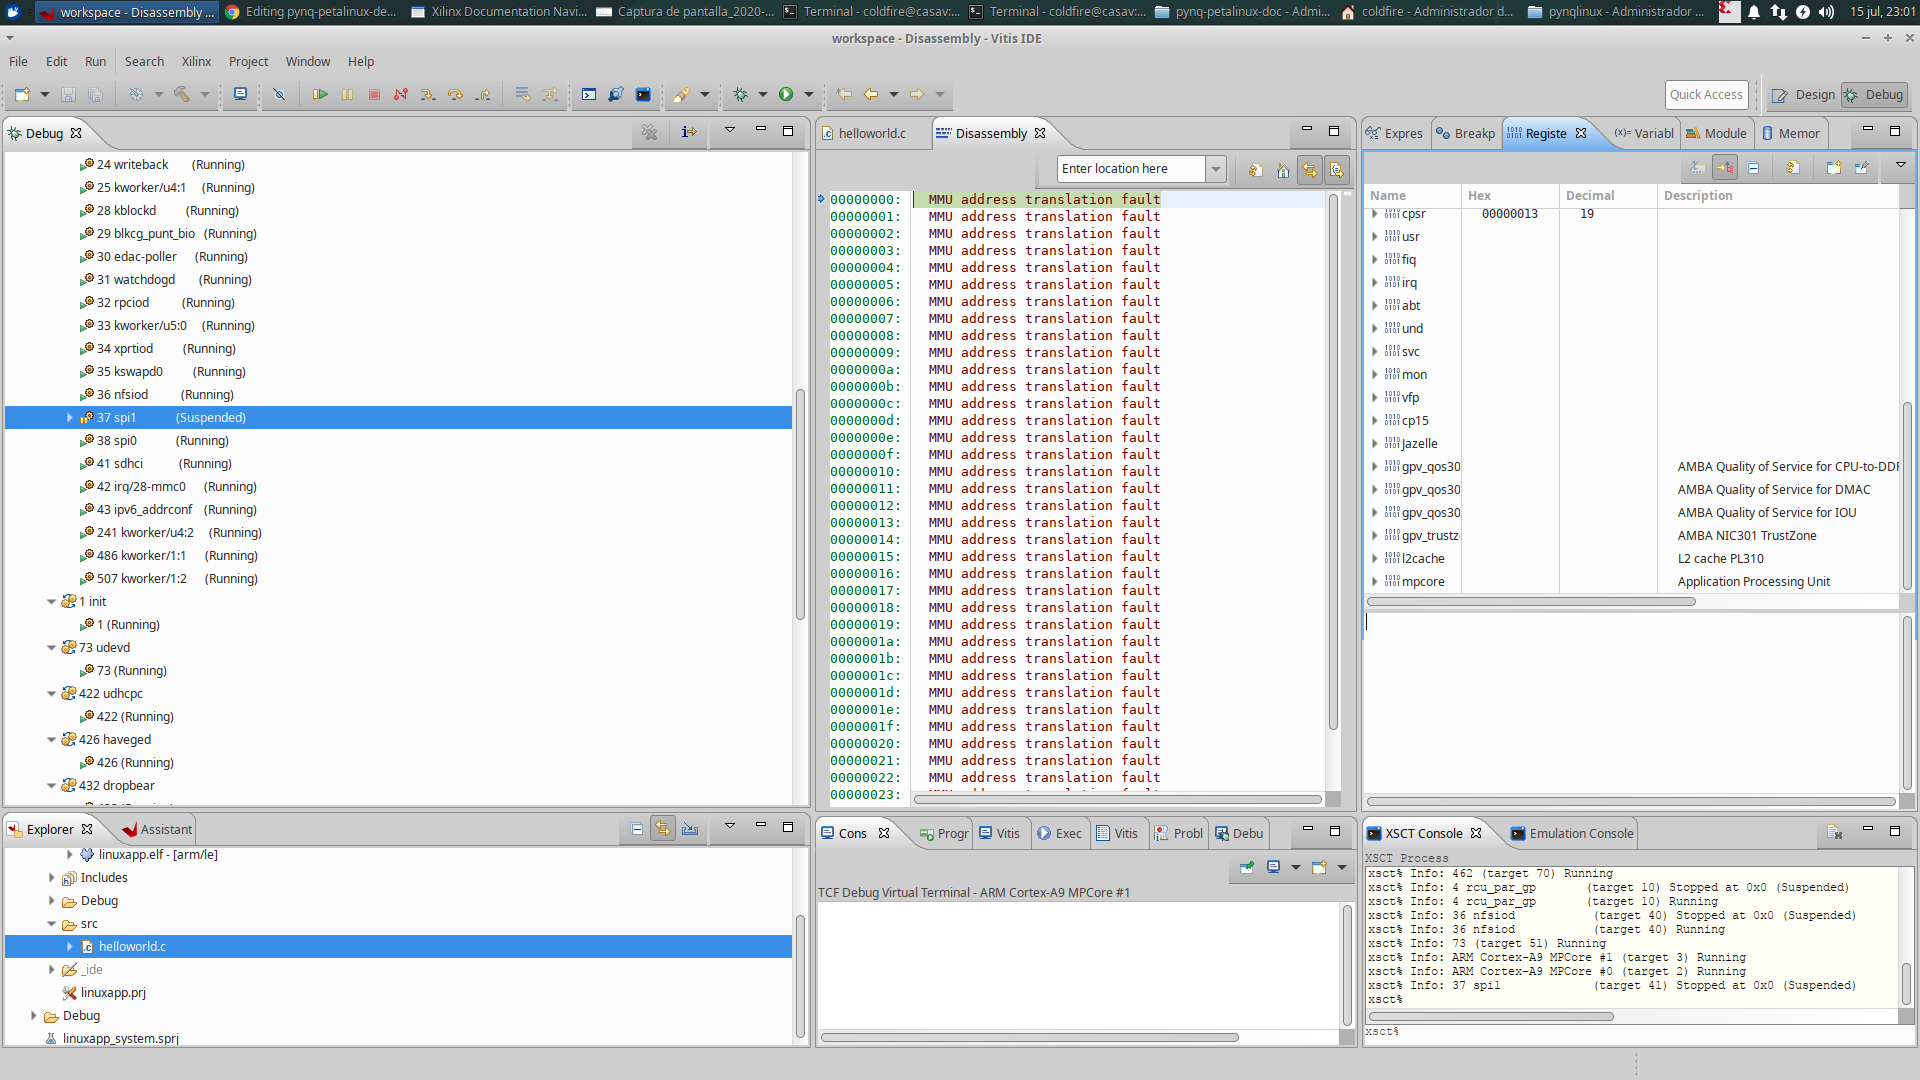 workspace - Disassembly ...
Editing pynq-petalinux-de...
Xilinx Documentation Navi...
Captura de pantalla_2020-...
Terminal - coldfire@casav:...
Terminal - coldfire@casav:...
pynq-petalinux-doc - Admi...
coldfire - Administrador d...
pynqlinux - Administrador ...
15 jul, 23:01
workspace - Disassembly - Vitis IDE
File Edit Run Search Xilinx Project Window Help
Quick Access
Design
Debug
Debug
24 writeback (Running)
25 kworker/u4:1 (Running)
28 kblockd (Running)
29 blkcg_punt_bio (Running)
30 edac-poller (Running)
31 watchdogd (Running)
32 rpciod (Running)
33 kworker/u5:0 (Running)
34 xprtiod (Running)
35 kswapd0 (Running)
36 nfsiod (Running)
37 spi1 (Suspended)
38 spi0 (Running)
41 sdhci (Running)
42 irq/28-mmc0 (Running)
43 ipv6_addrconf (Running)
241 kworker/u4:2 (Running)
486 kworker/1:1 (Running)
507 kworker/1:2 (Running)
1 init
1 (Running)
73 udevd
73 (Running)
422 udhcpc
422 (Running)
426 haveged
426 (Running)
432 dropbear
helloworld.c
Disassembly
Enter location here
00000000: MMU address translation fault
00000001: MMU address translation fault
00000002: MMU address translation fault
00000003: MMU address translation fault
00000004: MMU address translation fault
00000005: MMU address translation fault
00000006: MMU address translation fault
00000007: MMU address translation fault
00000008: MMU address translation fault
00000009: MMU address translation fault
0000000a: MMU address translation fault
0000000b: MMU address translation fault
0000000c: MMU address translation fault
0000000d: MMU address translation fault
0000000e: MMU address translation fault
0000000f: MMU address translation fault
00000010: MMU address translation fault
00000011: MMU address translation fault
00000012: MMU address translation fault
00000013: MMU address translation fault
00000014: MMU address translation fault
00000015: MMU address translation fault
00000016: MMU address translation fault
00000017: MMU address translation fault
00000018: MMU address translation fault
00000019: MMU address translation fault
0000001a: MMU address translation fault
0000001b: MMU address translation fault
0000001c: MMU address translation fault
0000001d: MMU address translation fault
0000001e: MMU address translation fault
0000001f: MMU address translation fault
00000020: MMU address translation fault
00000021: MMU address translation fault
00000022: MMU address translation fault
00000023:
Expres
Breakp
Registe
Variabl
Module
Memor
Name Hex Decimal Description
cpsr 00000013 19
usr
fiq
irq
abt
und
svc
mon
vfp
cp15
Jazelle
gpv_qos30 AMBA Quality of Service for CPU-to-DDR
gpv_qos30 AMBA Quality of Service for DMAC
gpv_qos30 AMBA Quality of Service for IOU
gpv_trustz AMBA NIC301 TrustZone
l2cache L2 cache PL310
mpcore Application Processing Unit
Explorer
Assistant
linuxapp.elf - [arm/le]
Includes
Debug
src
helloworld.c
_ide
linuxapp.prj
Debug
linuxapp_system.sprj
Cons
Progr
Vitis
Exec
Vitis
Probl
Debu
TCF Debug Virtual Terminal - ARM Cortex-A9 MPCore #1
XSCT Console
Emulation Console
XSCT Process
xsct% Info: 462 (target 70) Running
xsct% Info: 4 rcu_par_gp (target 10) Stopped at 0x0 (Suspended)
xsct% Info: 4 rcu_par_gp (target 10) Running
xsct% Info: 36 nfsiod (target 40) Stopped at 0x0 (Suspended)
xsct% Info: 36 nfsiod (target 40) Running
xsct% Info: 73 (target 51) Running
xsct% Info: ARM Cortex-A9 MPCore #1 (target 3) Running
xsct% Info: ARM Cortex-A9 MPCore #0 (target 2) Running
xsct% Info: 37 spi1 (target 41) Stopped at 0x0 (Suspended)
xsct%
xsct%